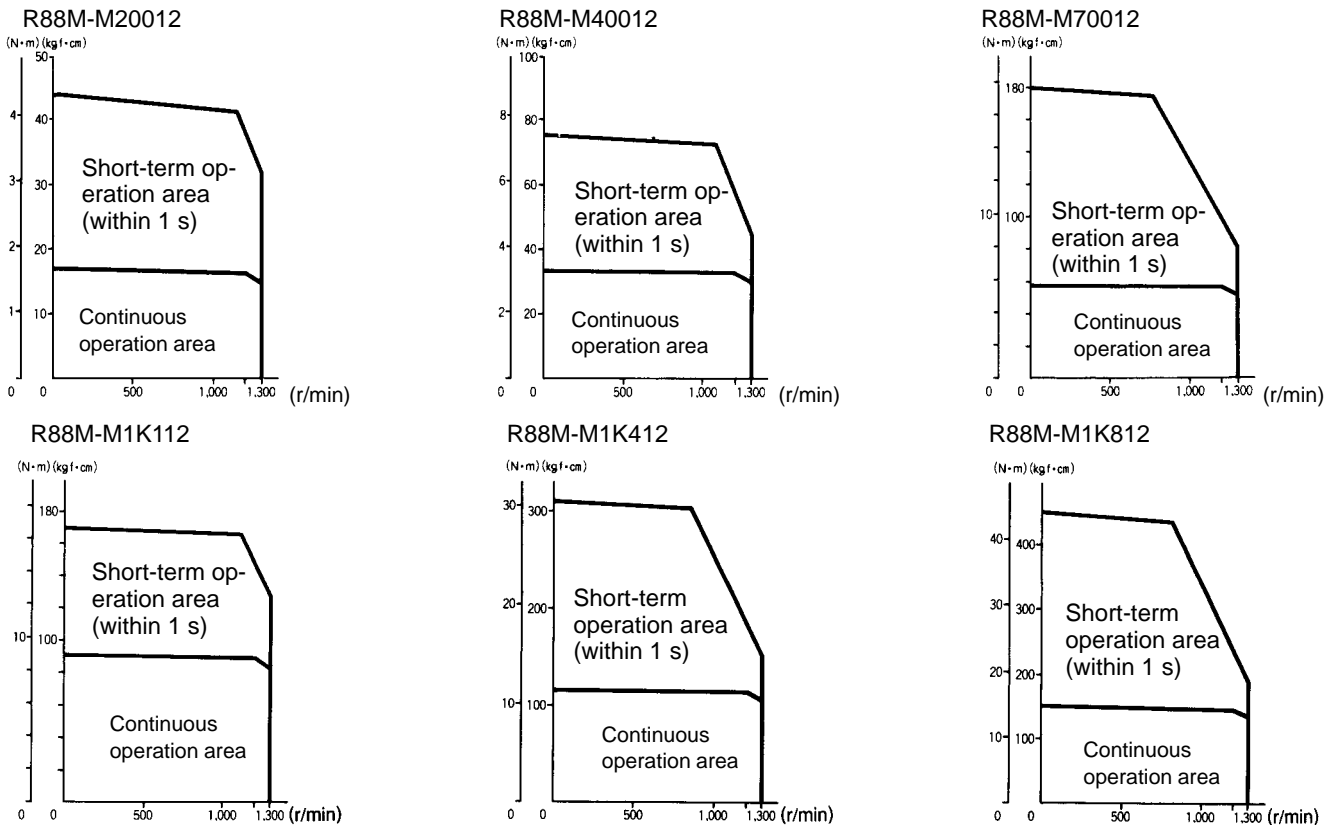 R88M-M20012
(N·m)(kgf·cm)
50
4
40
3
30
2
20
1
10
0
0
500
1.000
1.300
(r/min)
Short-term op-
eration area
(within 1 s)
Continuous
operation area
R88M-M40012
(N·m)(kgf·cm)
100
8
80
6
60
4
40
2
20
0
0
500
1.000
1.300
(r/min)
Short-term op-
eration area
(within 1 s)
Continuous
operation area
R88M-M70012
(N·m)(kgf·cm)
180
10
100
0
0
500
1.000
1.300
(r/min)
Short-term op-
eration area
(within 1 s)
Continuous
operation area
R88M-M1K112
(N·m)(kgf·cm)
180
10
100
0
0
500
1.000
1.300
(r/min)
Short-term op-
eration area
(within 1 s)
Continuous
operation area
R88M-M1K412
(N·m)(kgf·cm)
30
300
20
200
10
100
0
0
500
1.000
1.300
(r/min)
Short-term
operation area
(within 1 s)
Continuous
operation area
R88M-M1K812
(N·m)(kgf·cm)
40
400
30
300
20
200
10
100
0
0
500
1.000
1.300
(r/min)
Short-term
operation area
(within 1 s)
Continuous
operation area